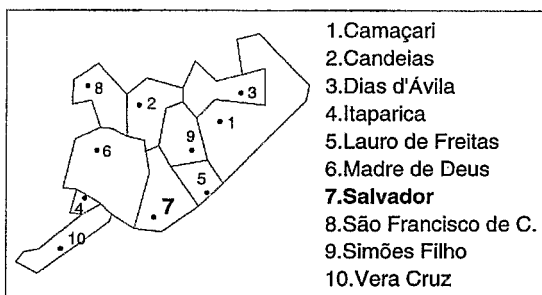 1.Camaçari
2.Candeias
3.Dias d'Ávila
4.Itaparica
5.Lauro de Freitas
6.Madre de Deus
7.Salvador
8.São Francisco de C.
9.Simões Filho
10.Vera Cruz
8
2
3
1
9
6
5
4
7
10